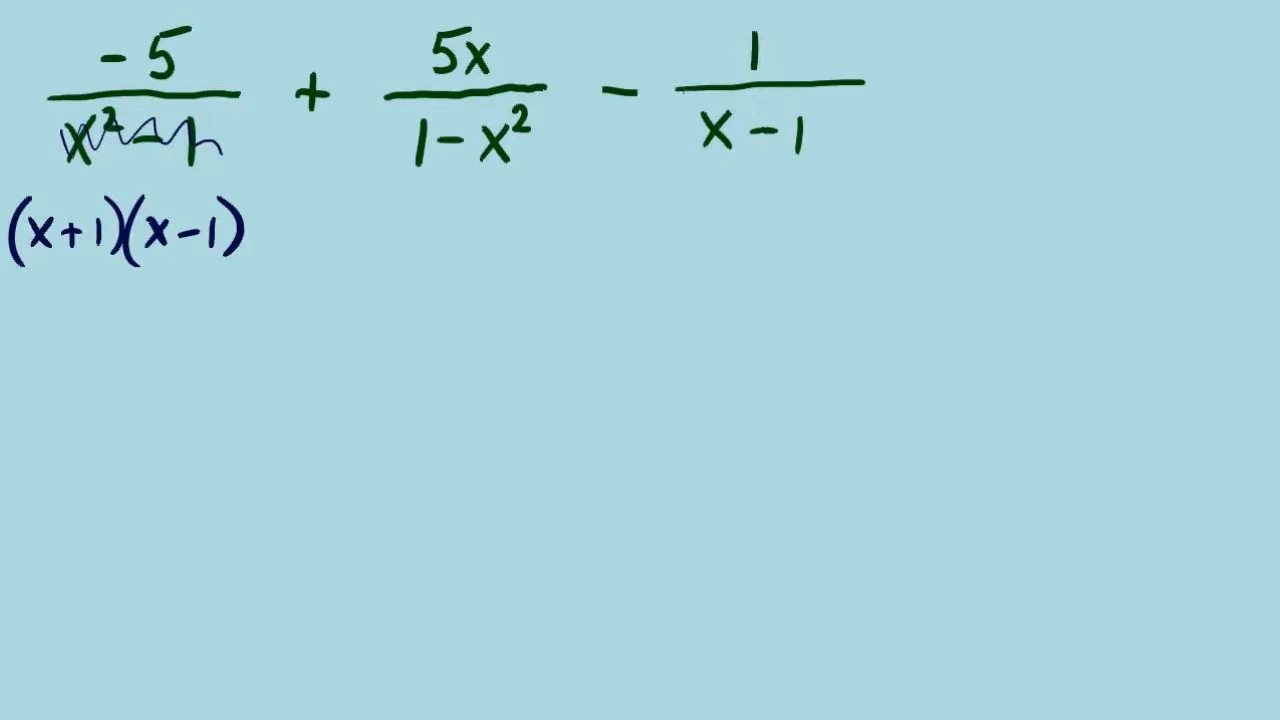 -5 + 5x - 1
x² - 1 1 - x² x - 1
(x+1)(x-1)